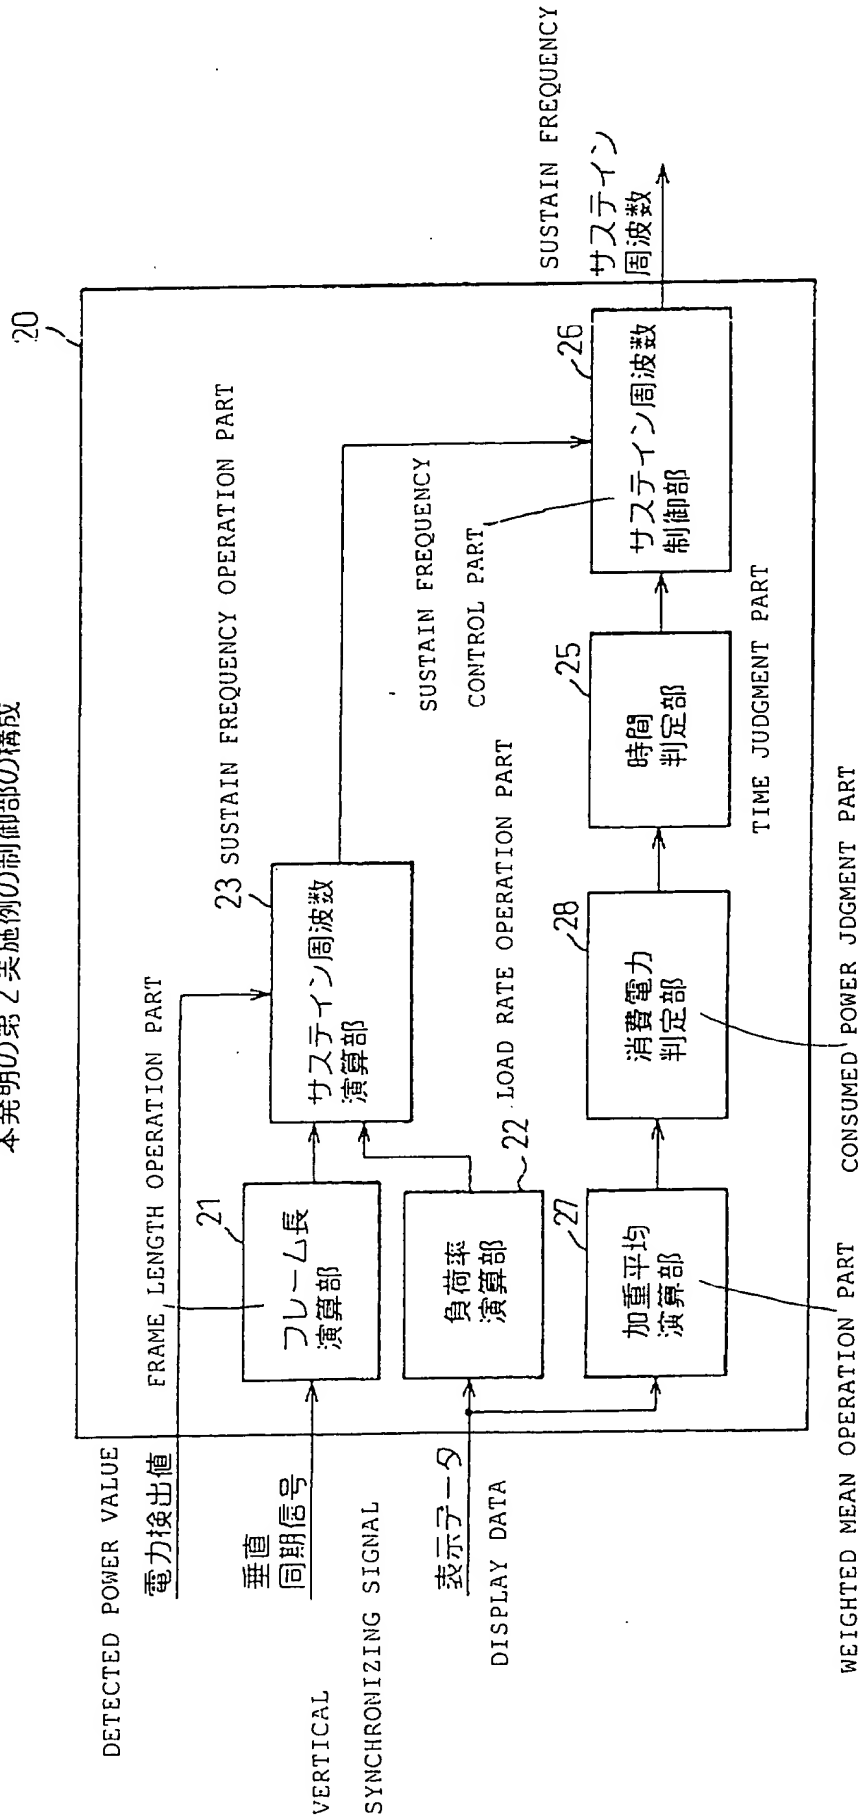 本発明の第2実施例の制御部の構成
20
DETECTED POWER VALUE
電力検出値
FRAME LENGTH OPERATION PART
21
フレーム長
演算部
垂直
同期信号
VERTICAL
SYNCHRONIZING SIGNAL
23
SUSTAIN FREQUENCY OPERATION PART
サステイン周波数
演算部
22
LOAD RATE OPERATION PART
負荷率
演算部
表示データ
DISPLAY DATA
SUSTAIN FREQUENCY
CONTROL PART
26
サステイン周波数
制御部
SUSTAIN FREQUENCY
サステイン
周波数
27
加重平均
演算部
28
消費電力
判定部
25
時間
判定部
TIME JUDGMENT PART
WEIGHTED MEAN OPERATION PART
CONSUMED POWER JDGMENT PART